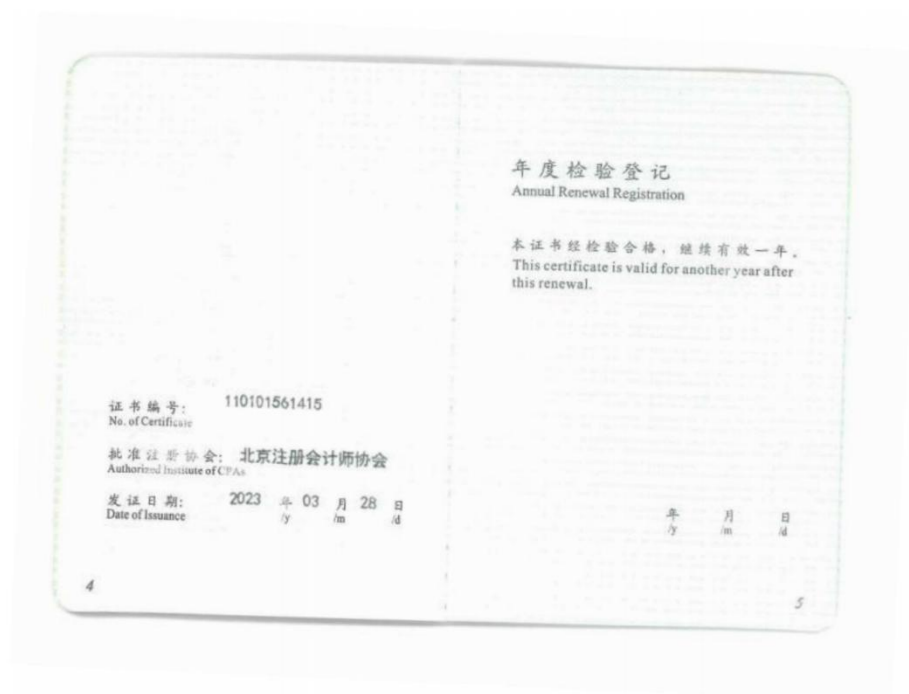 证书编号: 110101561415
No. of Certificate
批准注册协会: 北京注册会计师协会
Authorized Institute of CPAs
发证日期: 2023 年 03 月 28 日
Date of Issuance /y /m /d
4
年度检验登记
Annual Renewal Registration
本证书经检验合格，继续有效一年。
This certificate is valid for another year after
this renewal.
年 月 日
/y /m /d
5